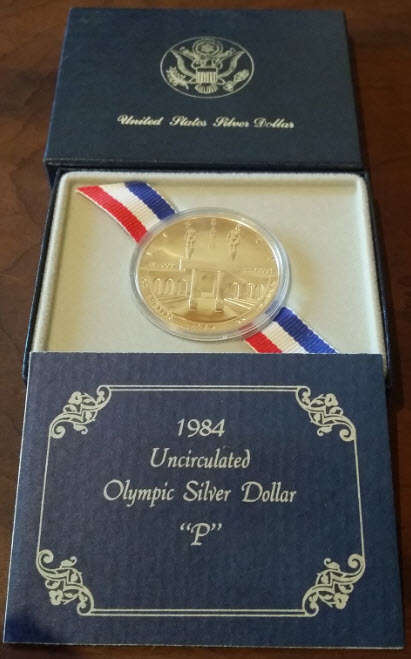 United States Silver Dollar
1984
Uncirculated
Olympic Silver Dollar
"P"